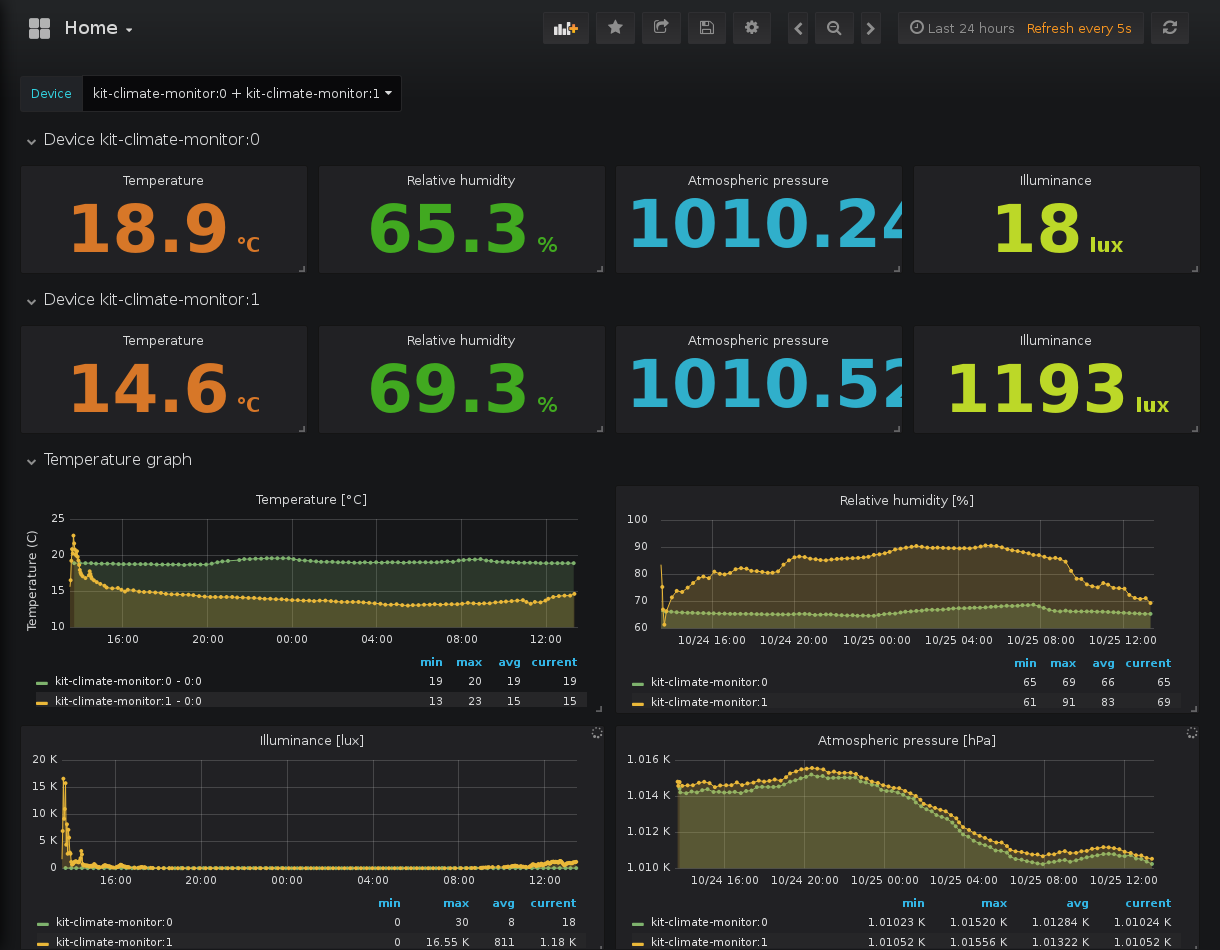 Home
Last 24 hours Refresh every 5s
Device kit-climate-monitor:0 + kit-climate-monitor:1
Device kit-climate-monitor:0
Temperature Relative humidity Atmospheric pressure Illuminance
18.9 °C 65.3 % 1010.24 18 lux
Device kit-climate-monitor:1
Temperature Relative humidity Atmospheric pressure Illuminance
14.6 °C 69.3 % 1010.52 1193 lux
Temperature graph
Temperature [°C]
Temperature (C)
25
20
15
10
16:00 20:00 00:00 04:00 08:00 12:00
min max avg current
kit-climate-monitor:0 - 0:0 19 20 19 19
kit-climate-monitor:1 - 0:0 13 23 15 15
Relative humidity [%]
100
90
80
70
60
10/24 16:00 10/24 20:00 10/25 00:00 10/25 04:00 10/25 08:00 10/25 12:00
min max avg current
kit-climate-monitor:0 65 69 66 65
kit-climate-monitor:1 61 91 83 69
Illuminance [lux]
20 K
15 K
10 K
5 K
0
16:00 20:00 00:00 04:00 08:00 12:00
min max avg current
kit-climate-monitor:0 0 30 8 18
kit-climate-monitor:1 0 16.55 K 811 1.18 K
Atmospheric pressure [hPa]
1.016 K
1.014 K
1.012 K
1.010 K
10/24 16:00 10/24 20:00 10/25 00:00 10/25 04:00 10/25 08:00 10/25 12:00
min max avg current
kit-climate-monitor:0 1.01023 K 1.01520 K 1.01284 K 1.01024 K
kit-climate-monitor:1 1.01052 K 1.01556 K 1.01322 K 1.01052 K